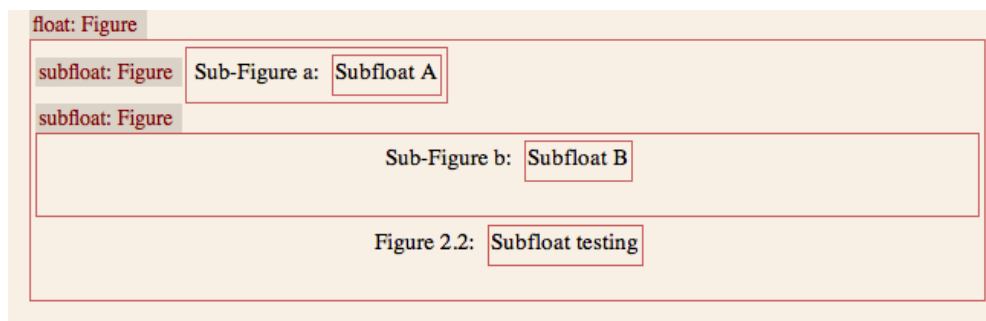 float: Figure
subfloat: Figure Sub-Figure a: Subfloat A
subfloat: Figure
Sub-Figure b: Subfloat B
Figure 2.2: Subfloat testing